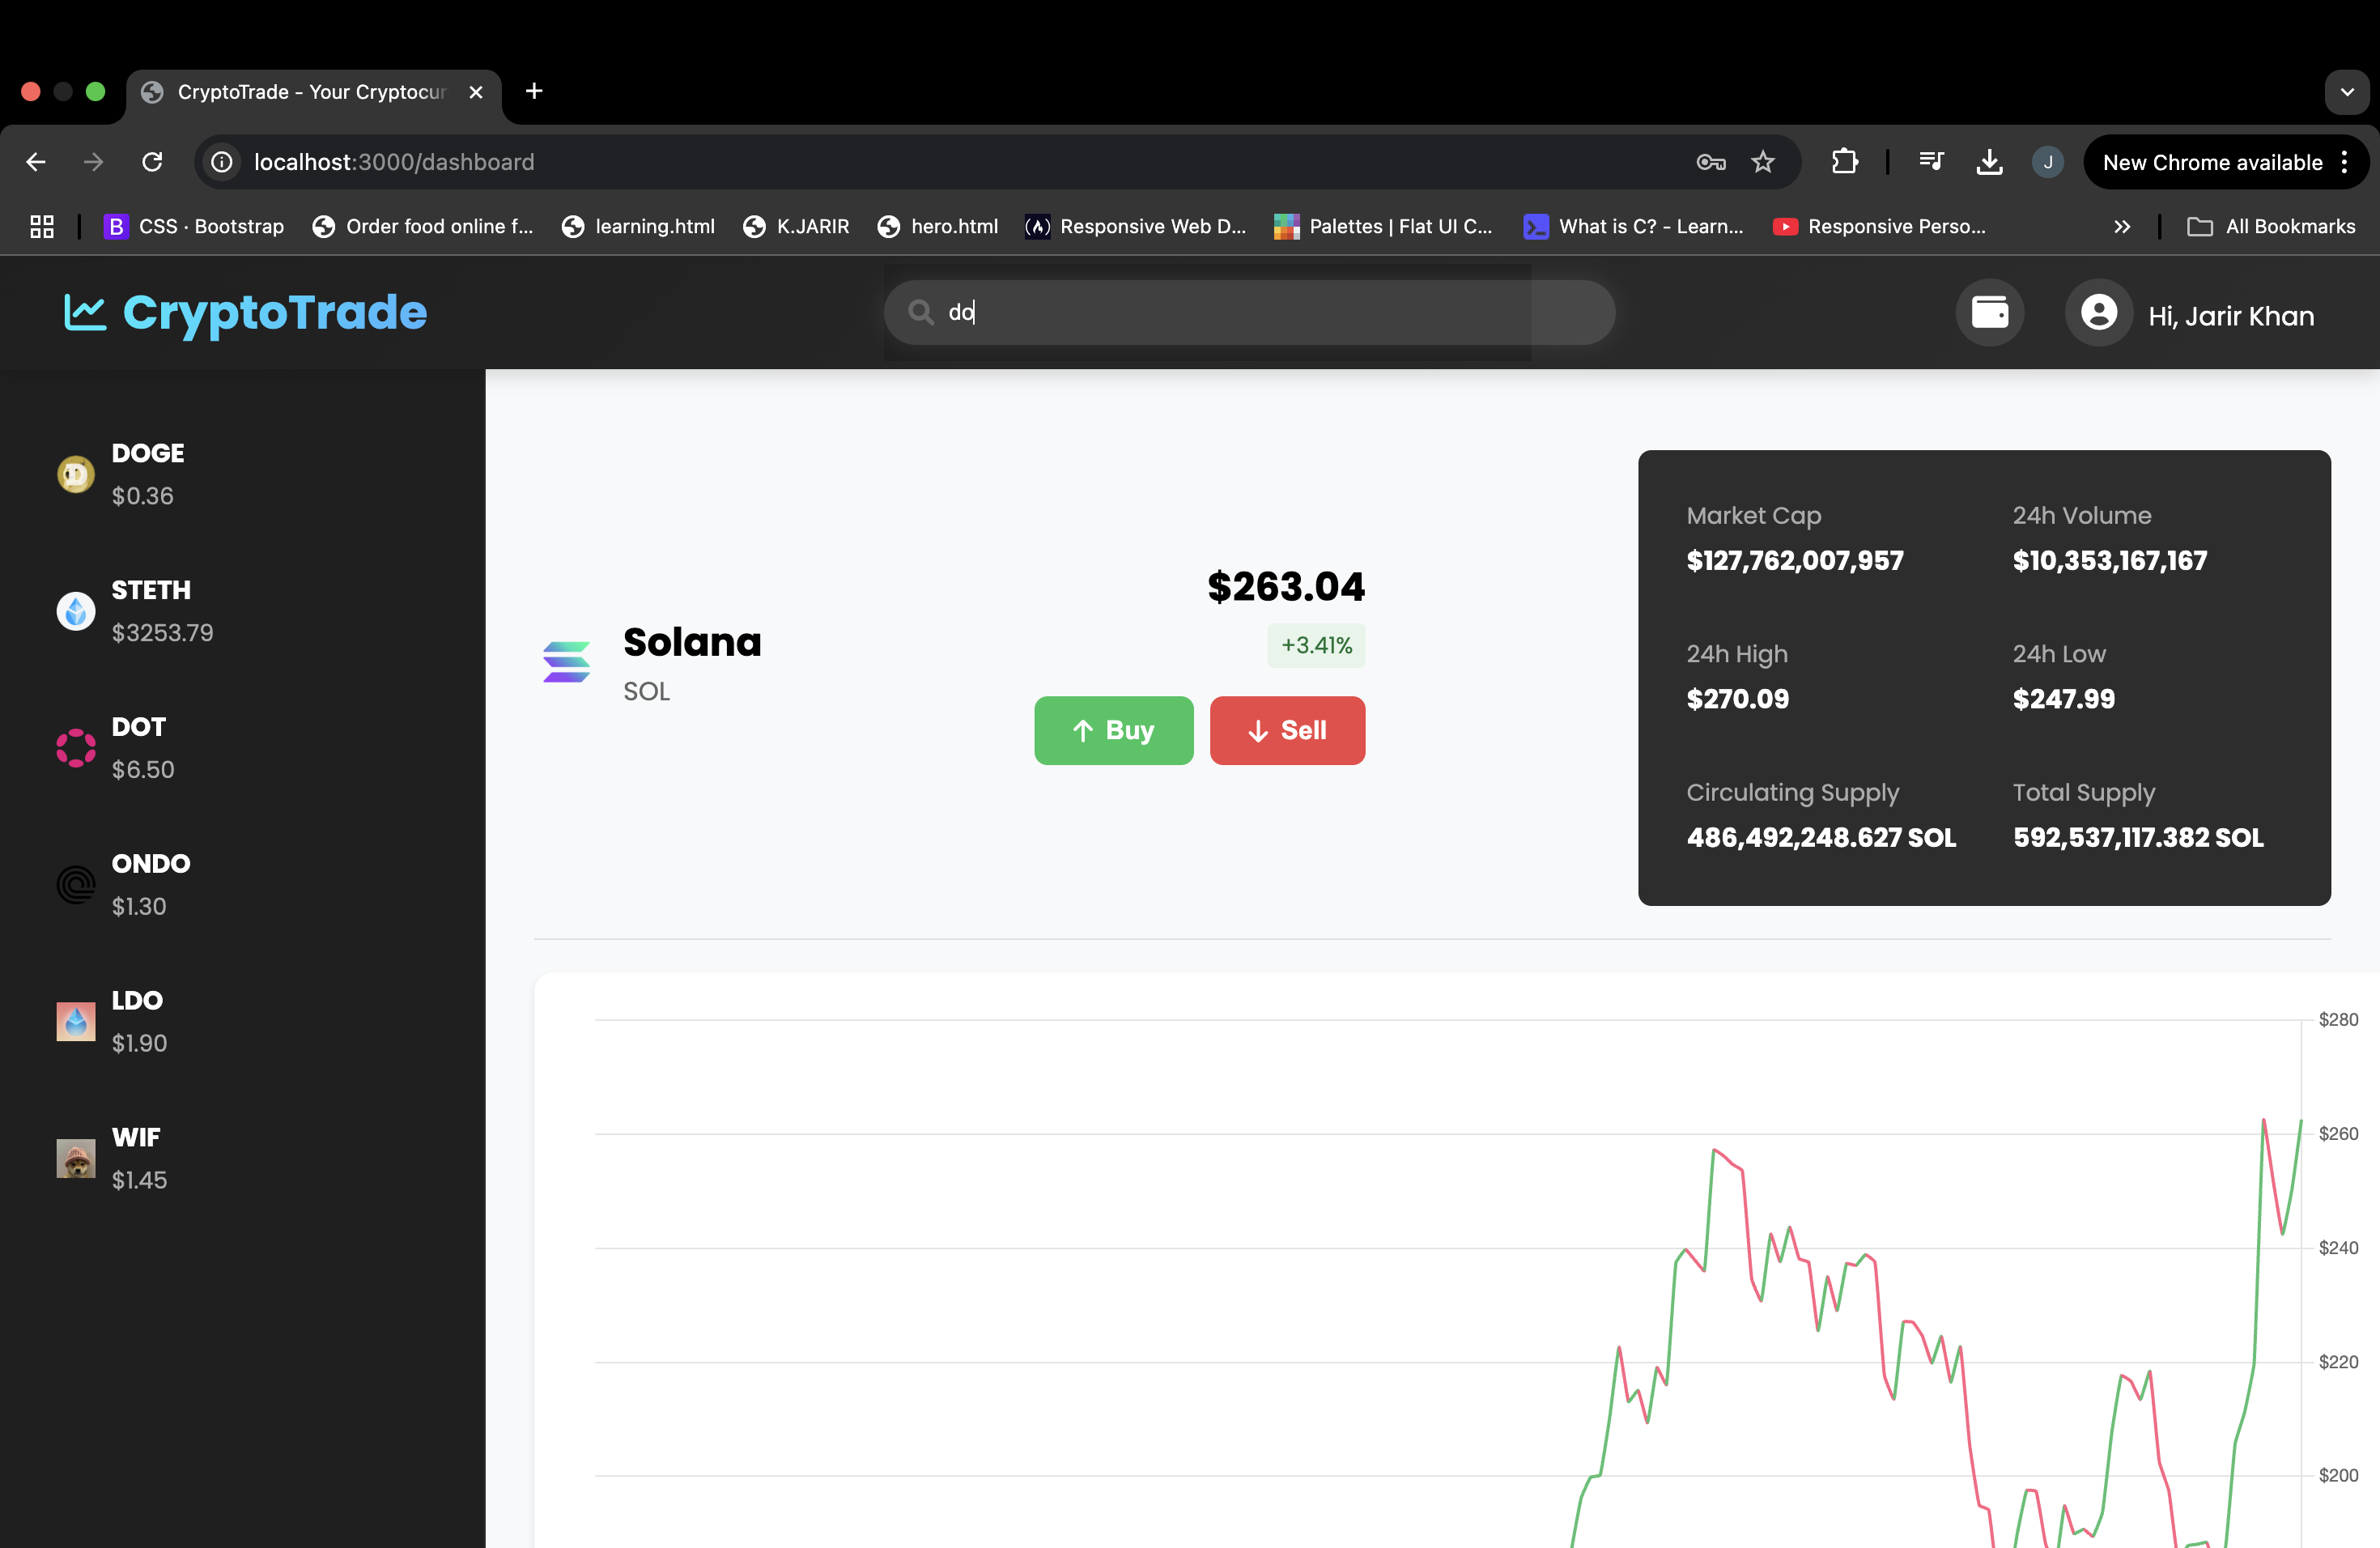 CryptoTrade - Your Cryptocur
localhost:3000/dashboard
J
New Chrome available
CSS · Bootstrap
Order food online f...
learning.html
K.JARIR
hero.html
Responsive Web D...
Palettes | Flat UI C...
What is C? - Learn...
Responsive Perso...
All Bookmarks
CryptoTrade
do
Hi, Jarir Khan
DOGE
$0.36
STETH
$3253.79
DOT
$6.50
ONDO
$1.30
LDO
$1.90
WIF
$1.45
Solana
SOL
$263.04
+3.41%
Buy
Sell
Market Cap
$127,762,007,957
24h Volume
$10,353,167,167
24h High
$270.09
24h Low
$247.99
Circulating Supply
486,492,248.627 SOL
Total Supply
592,537,117.382 SOL
$280
$260
$240
$220
$200